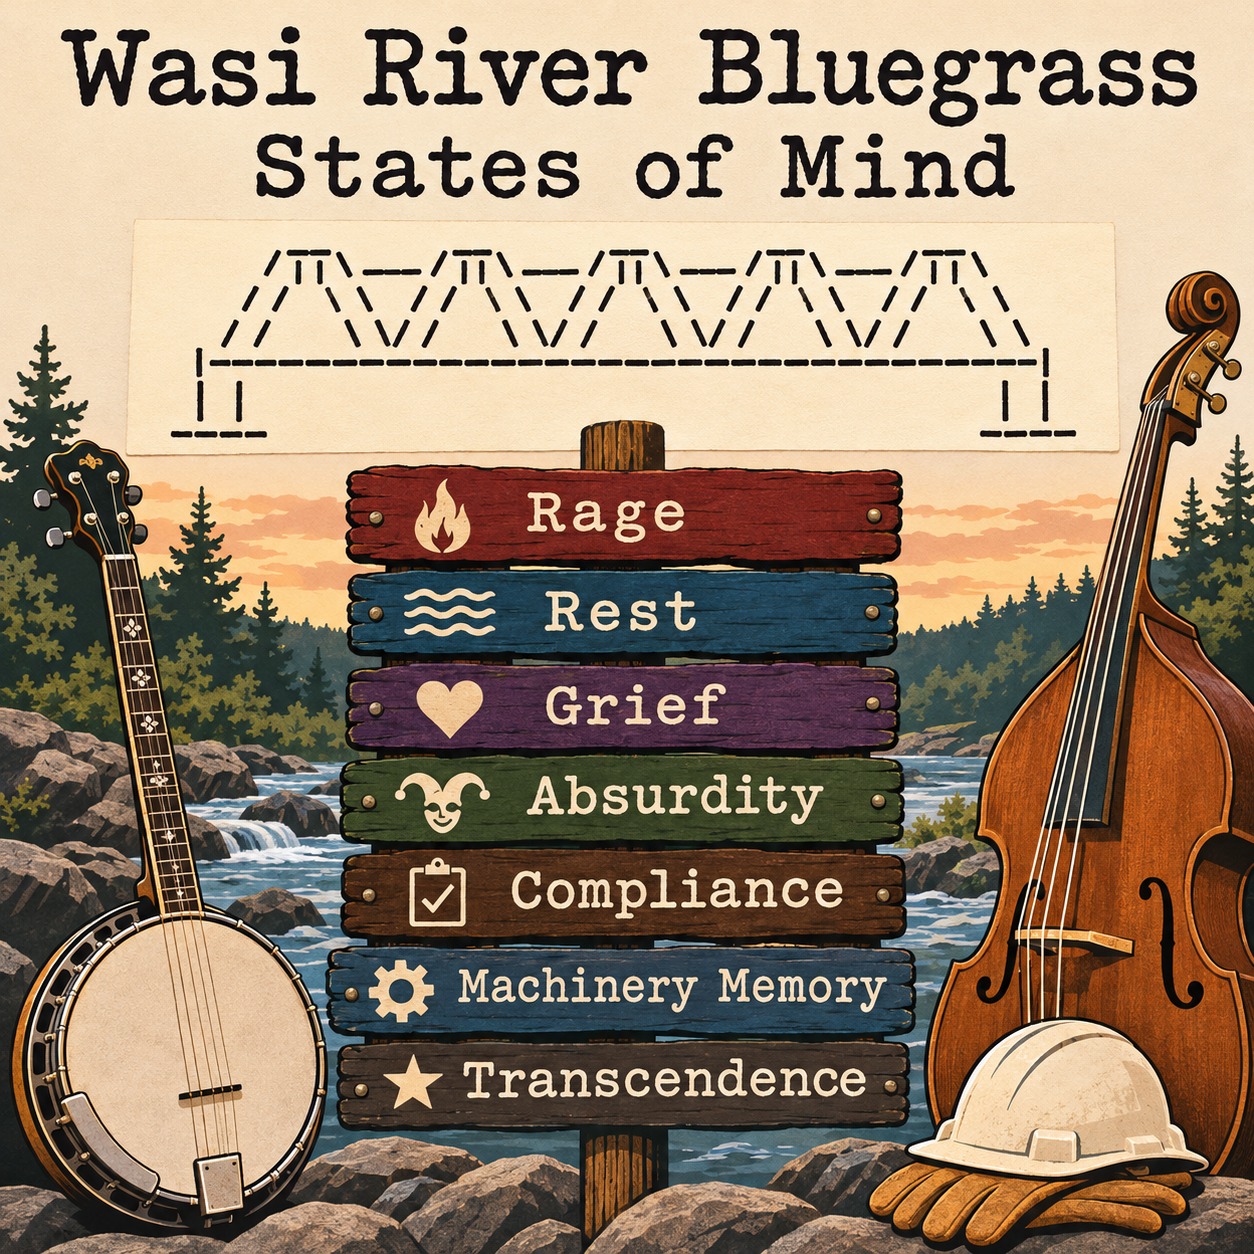 Wasi River Bluegrass
States of Mind
Rage
Rest
Grief
Absurdity
Compliance
Machinery Memory
Transcendence